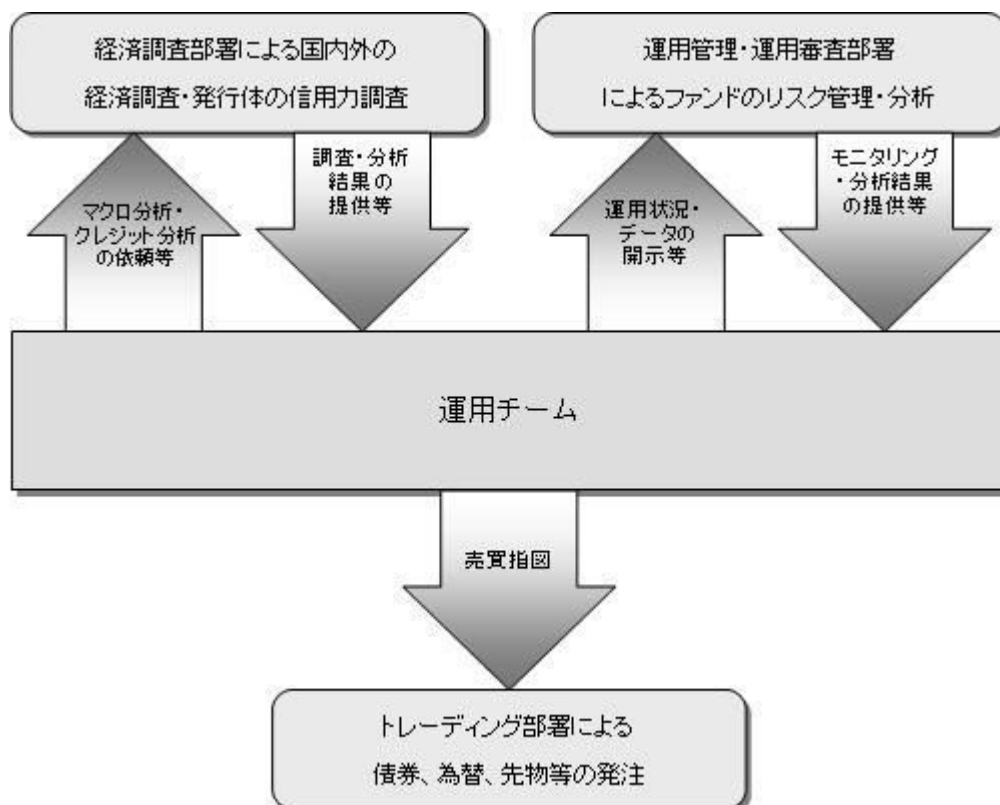 経済調査部署による国内外の
経済調査・発行体の信用力調査
運用管理・運用審査部署
によるファンドのリスク管理・分析
マクロ分析・
クレジット分析
の依頼等
調査・分析
結果の
提供等
運用状況・
データの
開示等
モニタリング
・分析結果
の提供等
運用チーム
売買指図
トレーディング部署による
債券、為替、先物等の発注